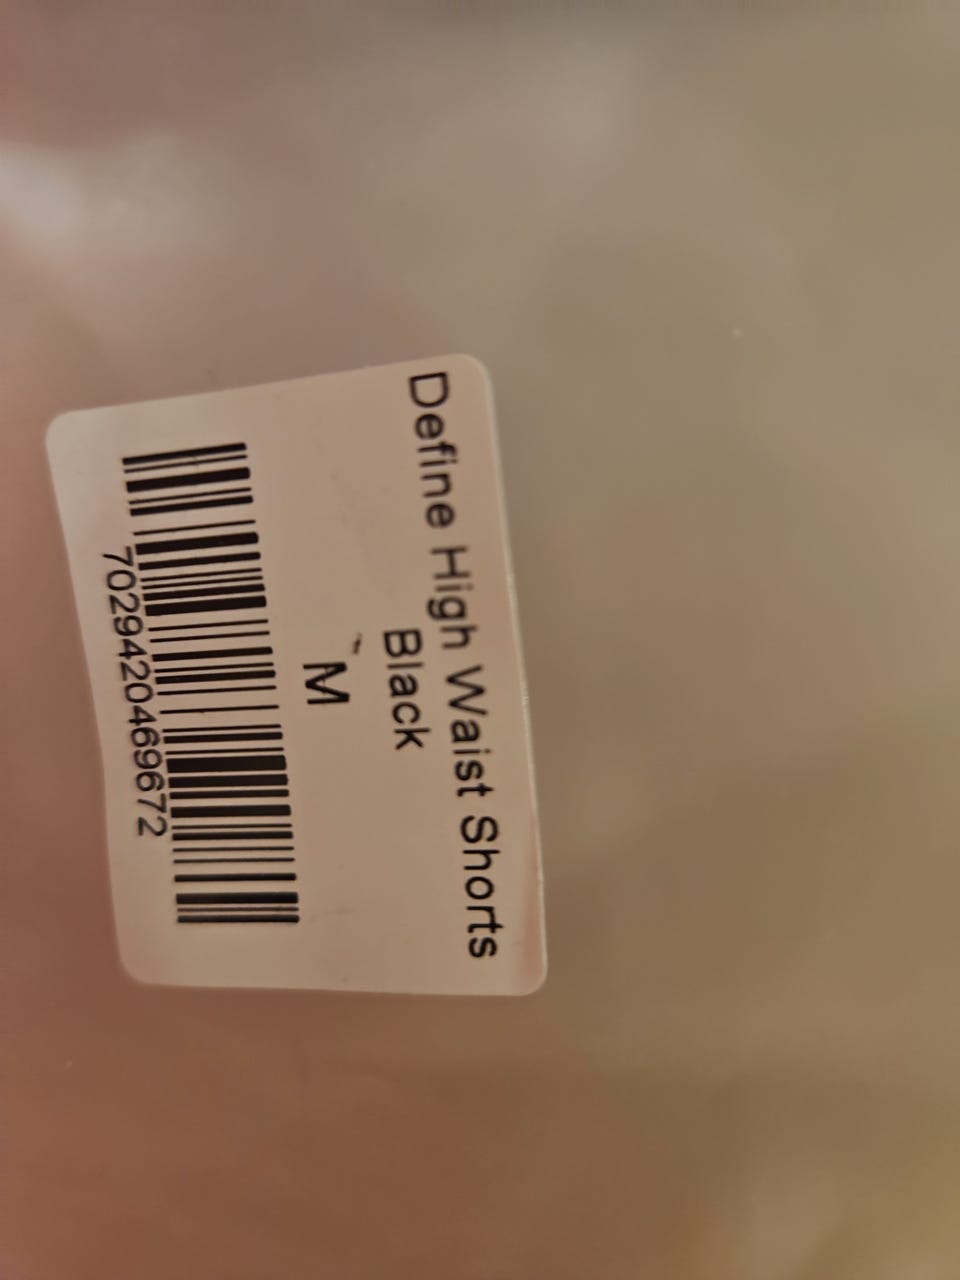 Define High Waist Shorts
Black
M
7029420469672